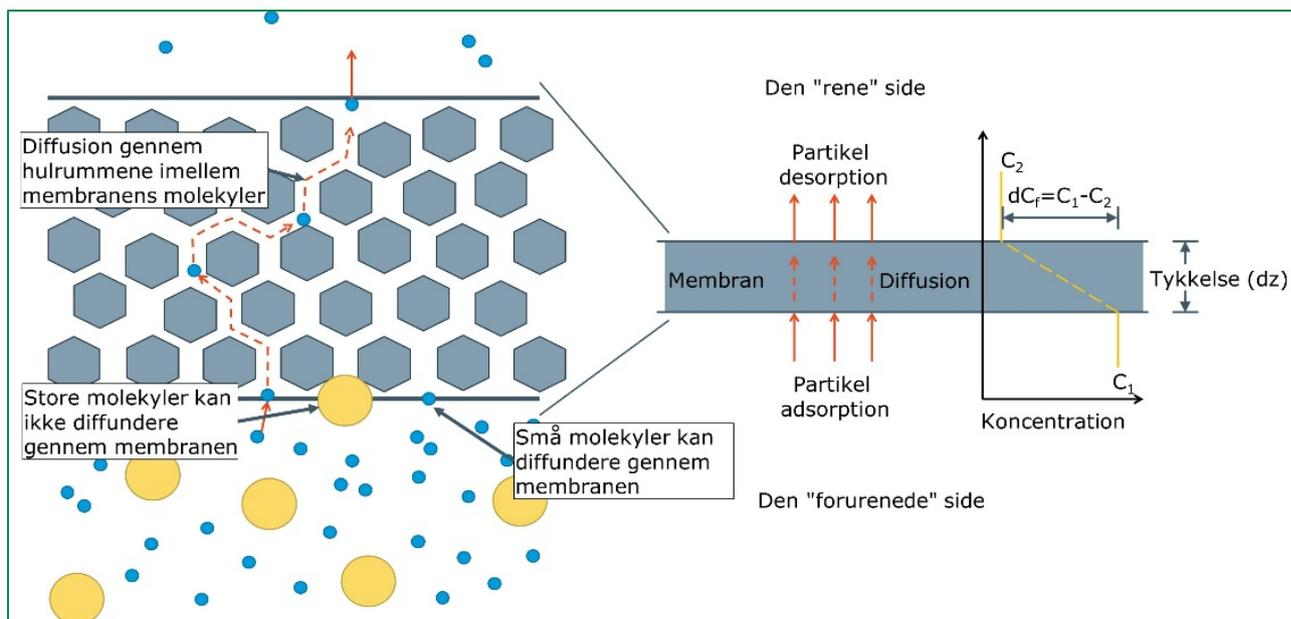 Diffusion gennem
hulrummene imellem
membranens molekyler
Store molekyler kan
ikke diffundere
gennem membranen
Små molekyler kan
diffundere gennem
membranen
Den "rene" side
Partikel
desorption
Membran
Diffusion
Partikel
adsorption
Den "forurenede" side
C₂
dCf=C₁-C₂
Tykkelse (dz)
C₁
Koncentration